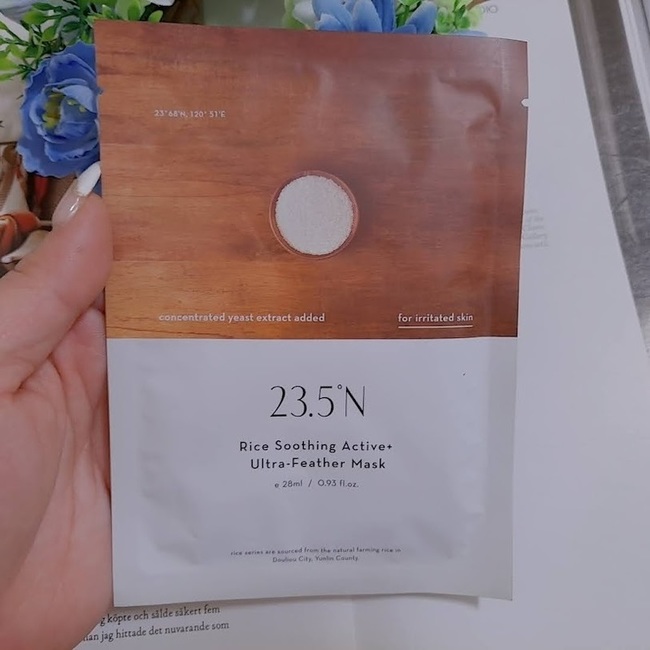 23°68'N, 120° 51'E
concentrated yeast extract added
for irritated skin
23.5°N
Rice Soothing Active+
Ultra-Feather Mask
e 28ml / 0.93 fl.oz.
rice series are sourced from the natural farming rice in
Douliou City, Yunlin County.
köpte och sålde säkert fem
jag hittade det nuvarande som